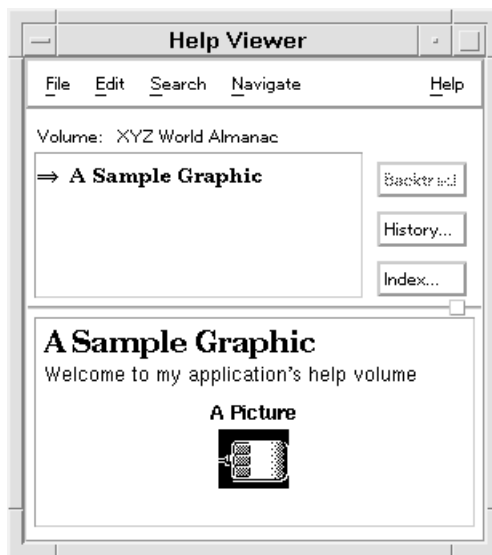 Help Viewer
File Edit Search Navigate Help
Volume: XYZ World Almanac
⇒ A Sample Graphic
Backtrack
History...
Index...
A Sample Graphic
Welcome to my application's help volume
A Picture